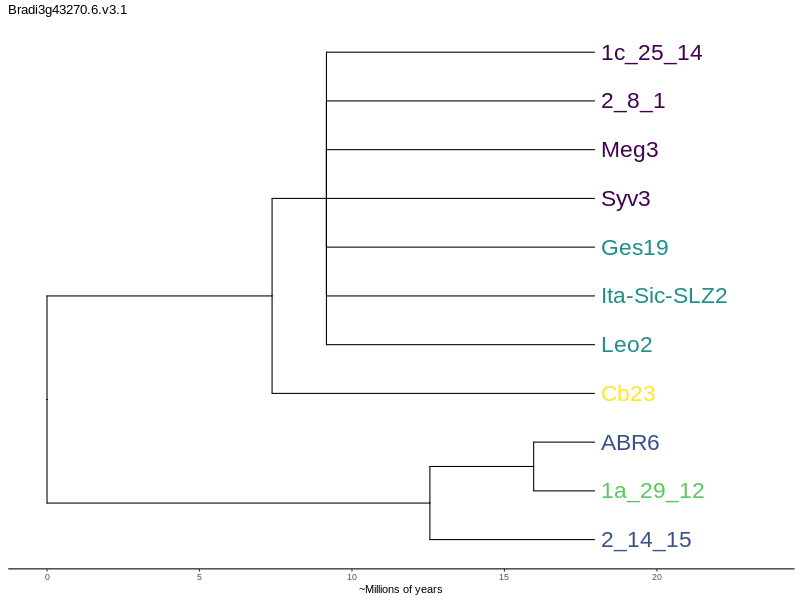 Bradi3g43270.6.v3.1
1c_25_14
2_8_1
Meg3
Syv3
Ges19
Ita-Sic-SLZ2
Leo2
Cb23
ABR6
1a_29_12
2_14_15
0 5 10 15 20
~Millions of years